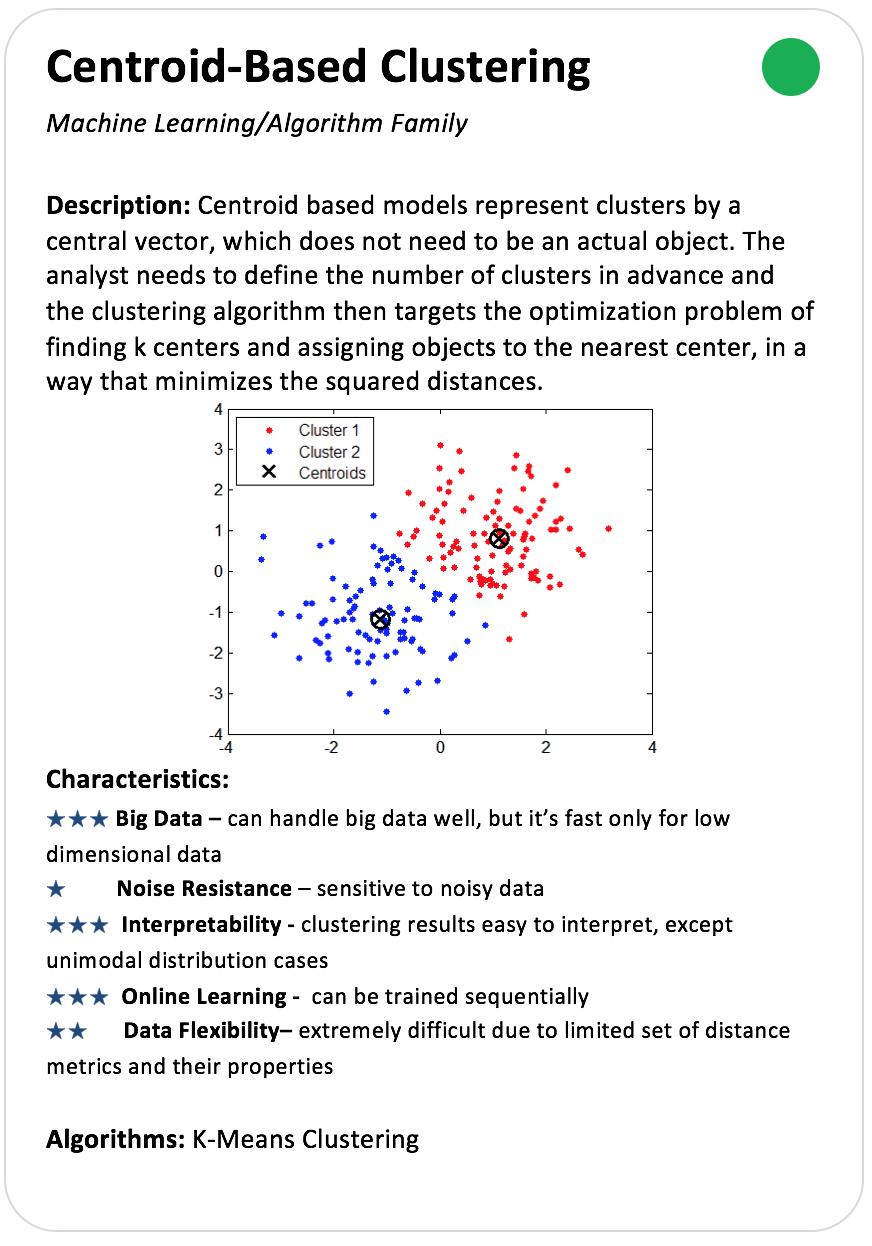 Centroid-Based Clustering
Machine Learning/Algorithm Family
Description: Centroid based models represent clusters by a
central vector, which does not need to be an actual object. The
analyst needs to define the number of clusters in advance and
the clustering algorithm then targets the optimization problem of
finding k centers and assigning objects to the nearest center, in a
way that minimizes the squared distances.
4
3
2
1
0
-1
-2
-3
-4
Cluster 1
Cluster 2
Centroids
-4 -2 0 2 4
Characteristics:
★★★ Big Data – can handle big data well, but it’s fast only for low
dimensional data
★ Noise Resistance – sensitive to noisy data
★★★ Interpretability - clustering results easy to interpret, except
unimodal distribution cases
★★★ Online Learning - can be trained sequentially
★★ Data Flexibility– extremely difficult due to limited set of distance
metrics and their properties
Algorithms: K-Means Clustering